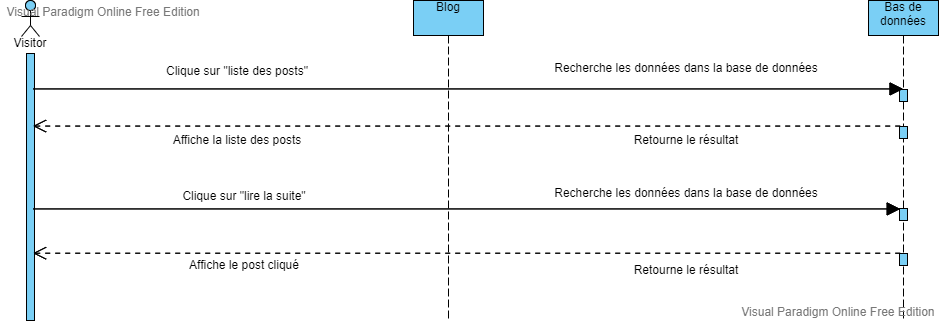 Visual Paradigm Online Free Edition
Visitor
Blog
Bas de
données
Clique sur "liste des posts"
Recherche les données dans la base de données
Affiche la liste des posts
Retourne le résultat
Clique sur "lire la suite"
Recherche les données dans la base de données
Affiche le post cliqué
Retourne le résultat
Visual Paradigm Online Free Edition